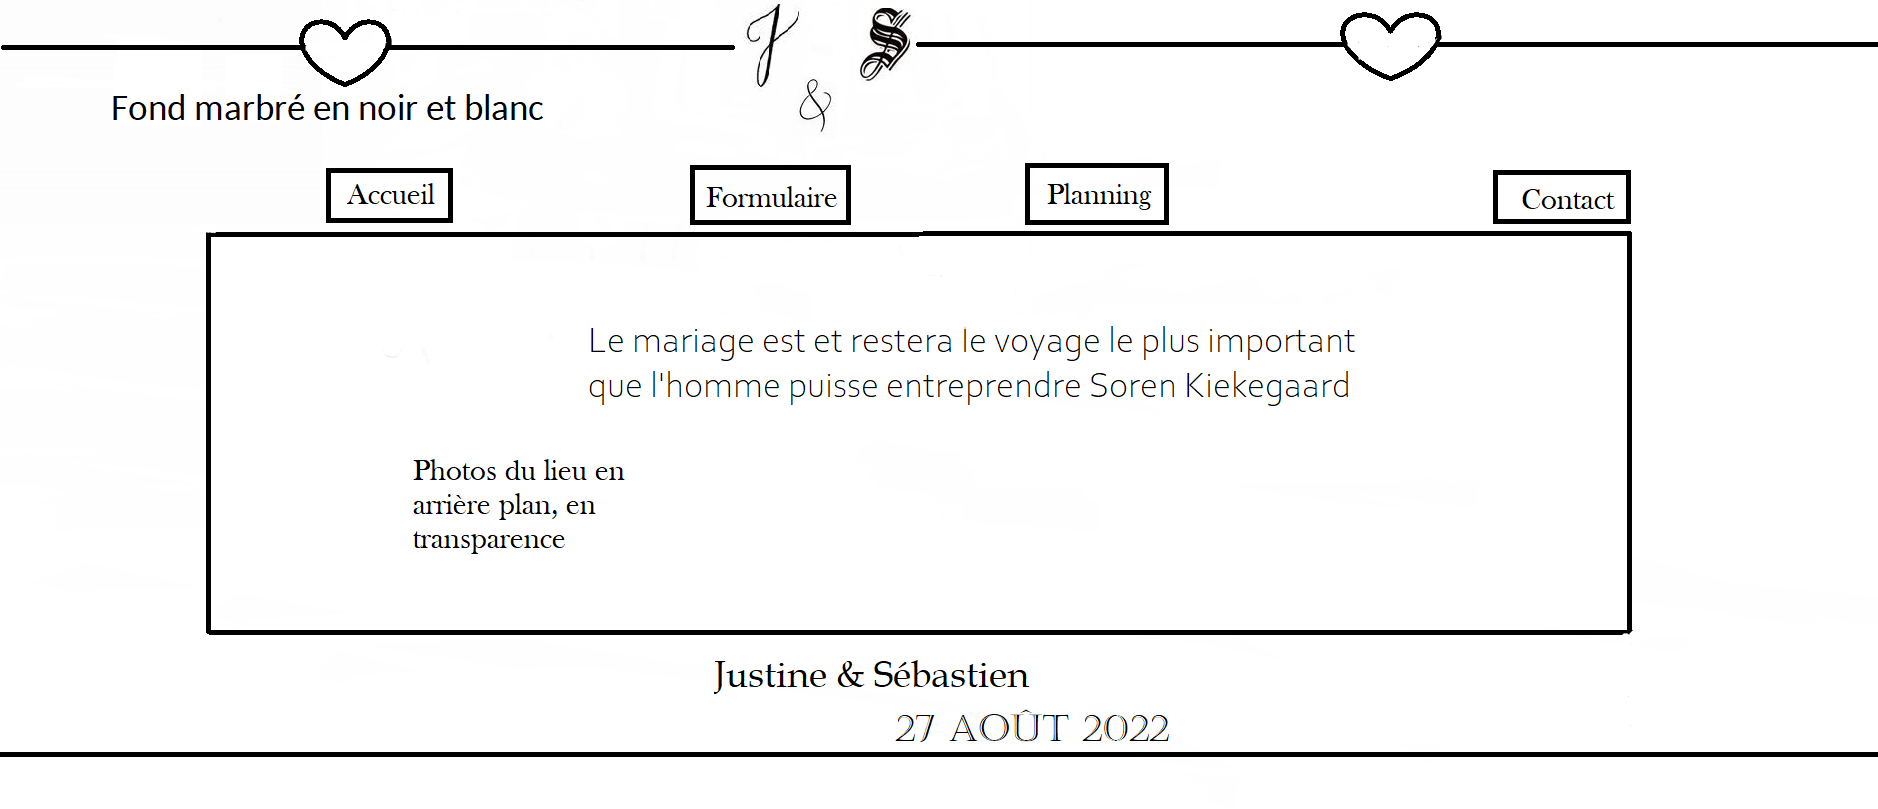 J S
&
Fond marbré en noir et blanc
Accueil Formulaire Planning Contact
Le mariage est et restera le voyage le plus important
que l'homme puisse entreprendre Soren Kiekegaard
Photos du lieu en
arrière plan, en
transparence
Justine & Sébastien
27 AOÛT 2022